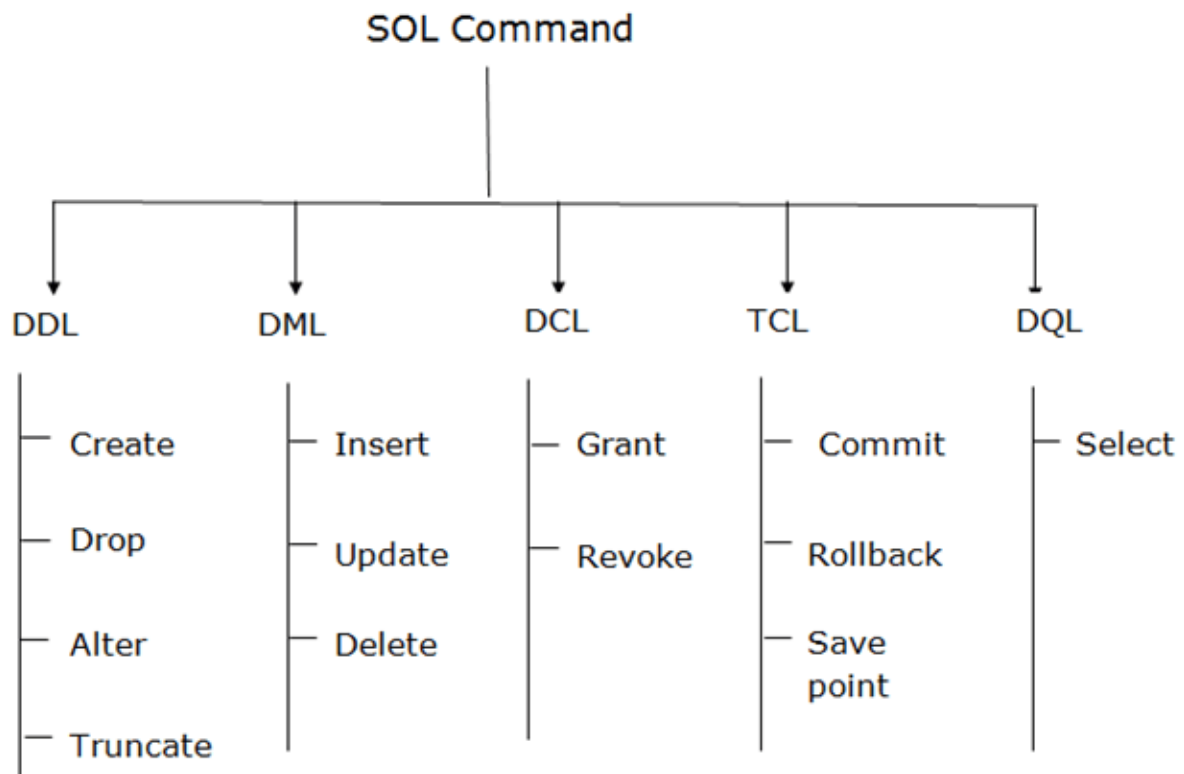 SOL Command
DDL
DML
DCL
TCL
DQL
Create
Drop
Alter
Truncate
Insert
Update
Delete
Grant
Revoke
Commit
Rollback
Save
point
Select